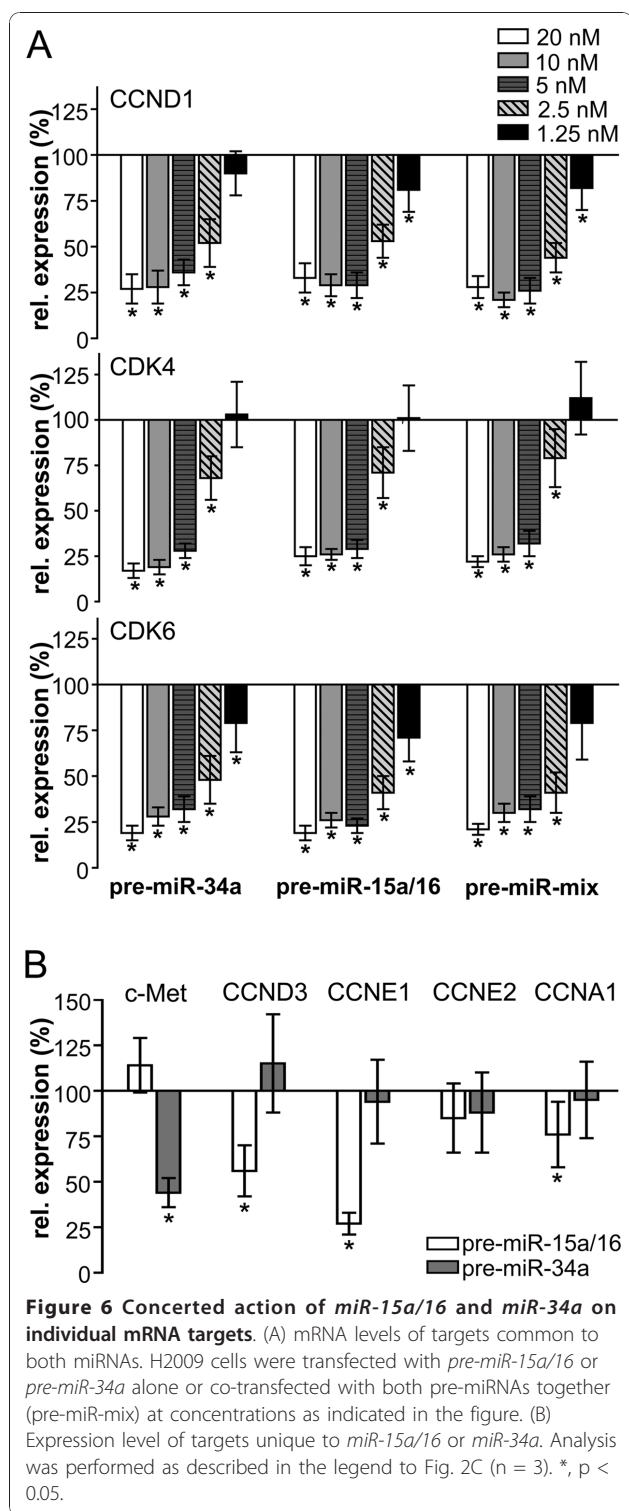 A
20 nM
10 nM
5 nM
2.5 nM
1.25 nM
CCND1
rel. expression (%)
125
100
75
50
25
0
* * * *
* * * * *
* * * * *
CDK4
rel. expression (%)
125
100
75
50
25
0
* * * *
* * * *
* * * *
CDK6
rel. expression (%)
125
100
75
50
25
0
* * * * *
* * * * *
* * * *
pre-miR-34a pre-miR-15a/16 pre-miR-mix
B
c-Met CCND3 CCNE1 CCNE2 CCNA1
rel. expression (%)
150
125
100
75
50
25
0
* * * *
pre-miR-15a/16
pre-miR-34a
Figure 6 Concerted action of miR-15a/16 and miR-34a on
individual mRNA targets. (A) mRNA levels of targets common to
both miRNAs. H2009 cells were transfected with pre-miR-15a/16 or
pre-miR-34a alone or co-transfected with both pre-miRNAs together
(pre-miR-mix) at concentrations as indicated in the figure. (B)
Expression level of targets unique to miR-15a/16 or miR-34a. Analysis
was performed as described in the legend to Fig. 2C (n = 3). *, p <
0.05.